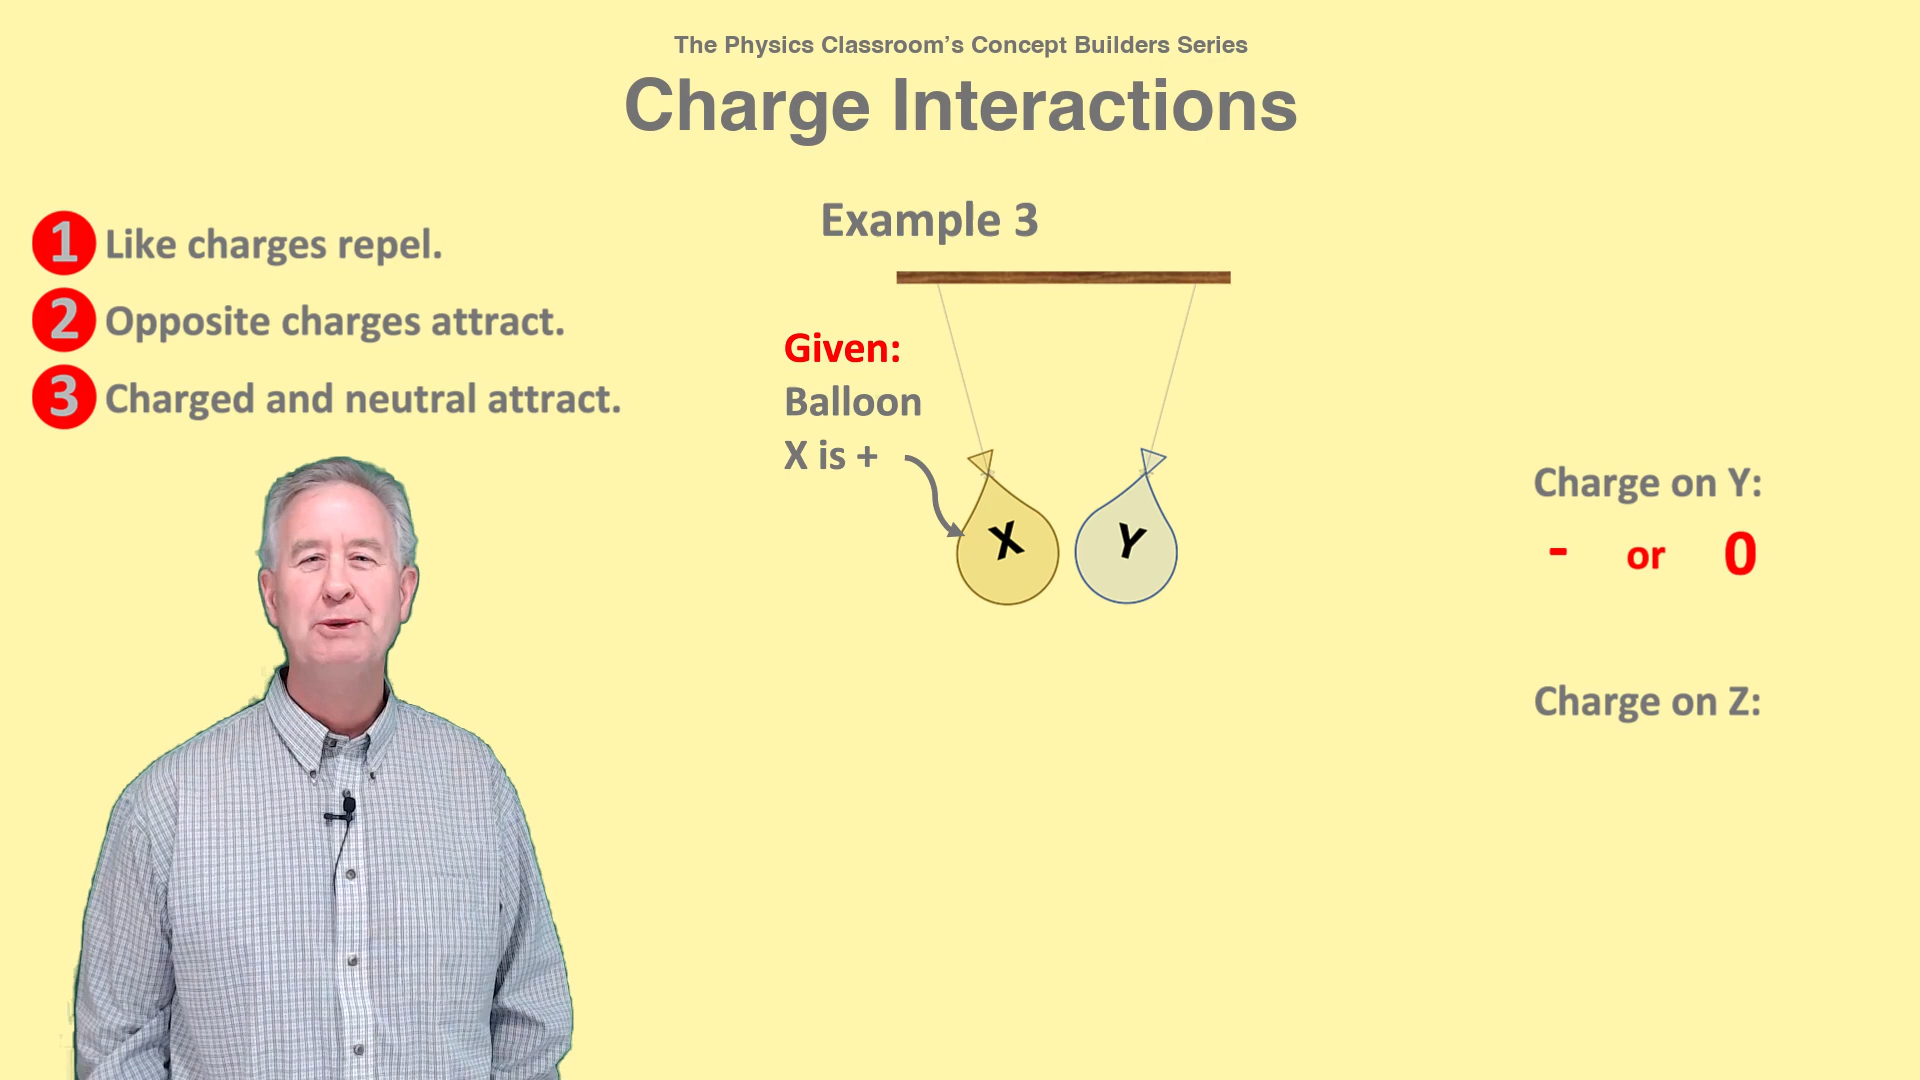 The Physics Classroom’s Concept Builders Series
Charge Interactions
1 Like charges repel.
2 Opposite charges attract.
3 Charged and neutral attract.
Example 3
Given:
Balloon
X is +
X
Y
Charge on Y:
- or 0
Charge on Z: